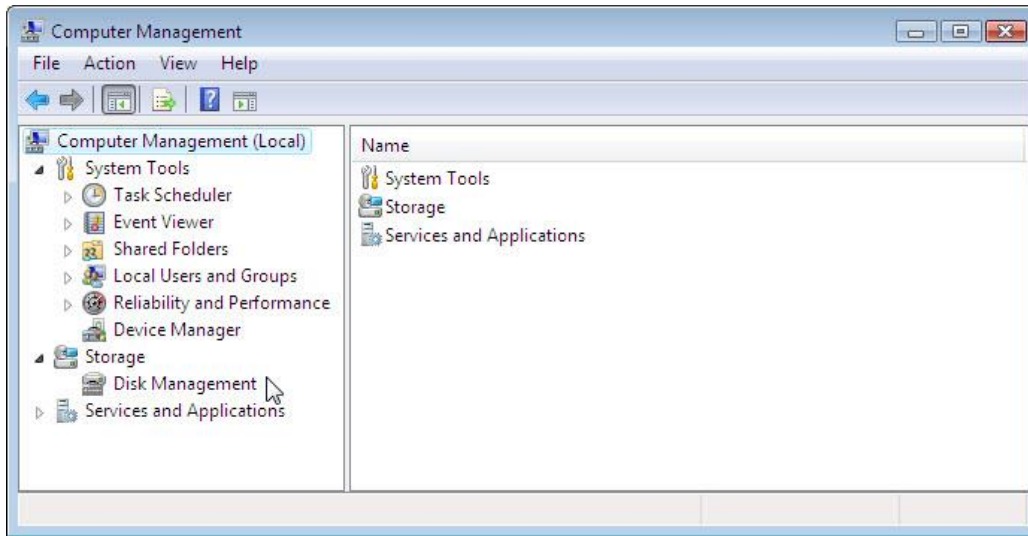 Computer Management
File Action View Help
Computer Management (Local)
System Tools
Task Scheduler
Event Viewer
Shared Folders
Local Users and Groups
Reliability and Performance
Device Manager
Storage
Disk Management
Services and Applications
Name
System Tools
Storage
Services and Applications